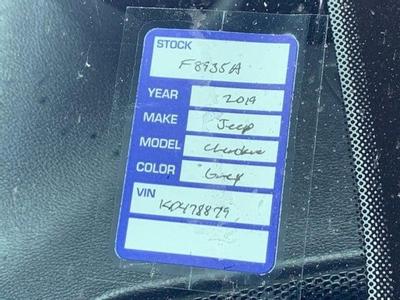 STOCK
F8935A
YEAR 2019
MAKE Jeep
MODEL Cherokee
COLOR Grey
VIN
KD478879